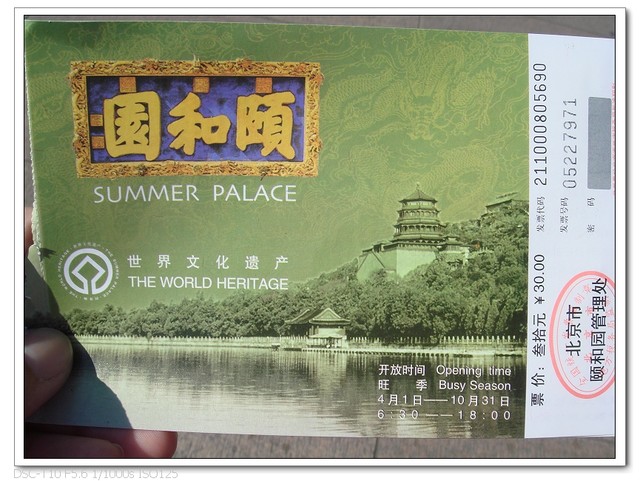 園和頤
SUMMER PALACE
世界文化遗产
THE WORLD HERITAGE
开放时间 Opening time
旺 季 Busy Season
4月1日——10月31日
6:30——18:00
票价：叁拾元 ￥30.00
北京市
颐和园管理处
发票代码 211000805690
发票号码 05227971
密 码
DSC-T10 F5.6 1/1000s ISO125